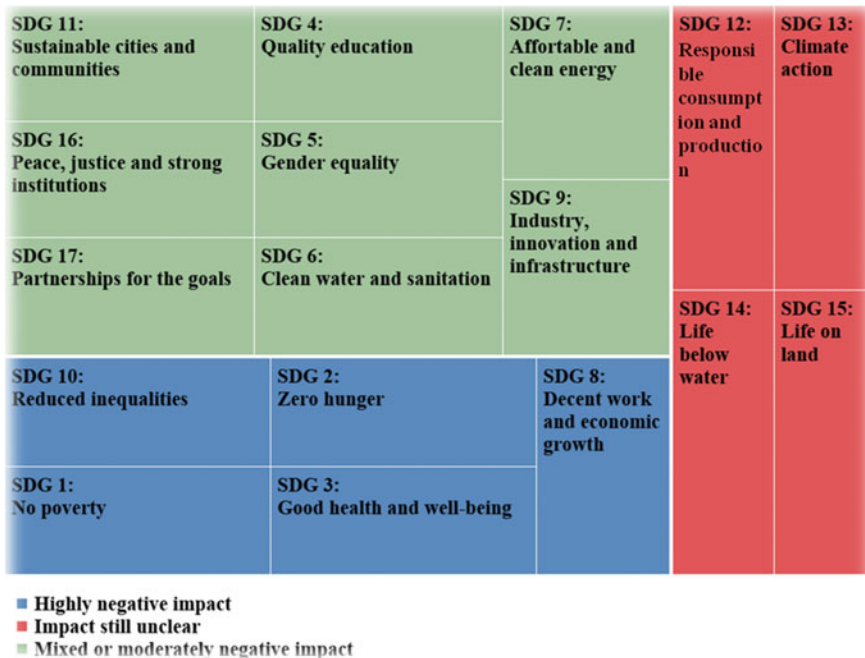 SDG 11:
Sustainable cities and
communities
SDG 4:
Quality education
SDG 7:
Affortable and
clean energy
SDG 12:
Responsi
ble
consumpt
ion and
productio
n
SDG 13:
Climate
action
SDG 16:
Peace, justice and strong
institutions
SDG 5:
Gender equality
SDG 9:
Industry,
innovation and
infrastructure
SDG 17:
Partnerships for the goals
SDG 6:
Clean water and sanitation
SDG 14:
Life
below
water
SDG 15:
Life on
land
SDG 10:
Reduced inequalities
SDG 2:
Zero hunger
SDG 8:
Decent work
and economic
growth
SDG 1:
No poverty
SDG 3:
Good health and well-being
Highly negative impact
Impact still unclear
Mixed or moderately negative impact